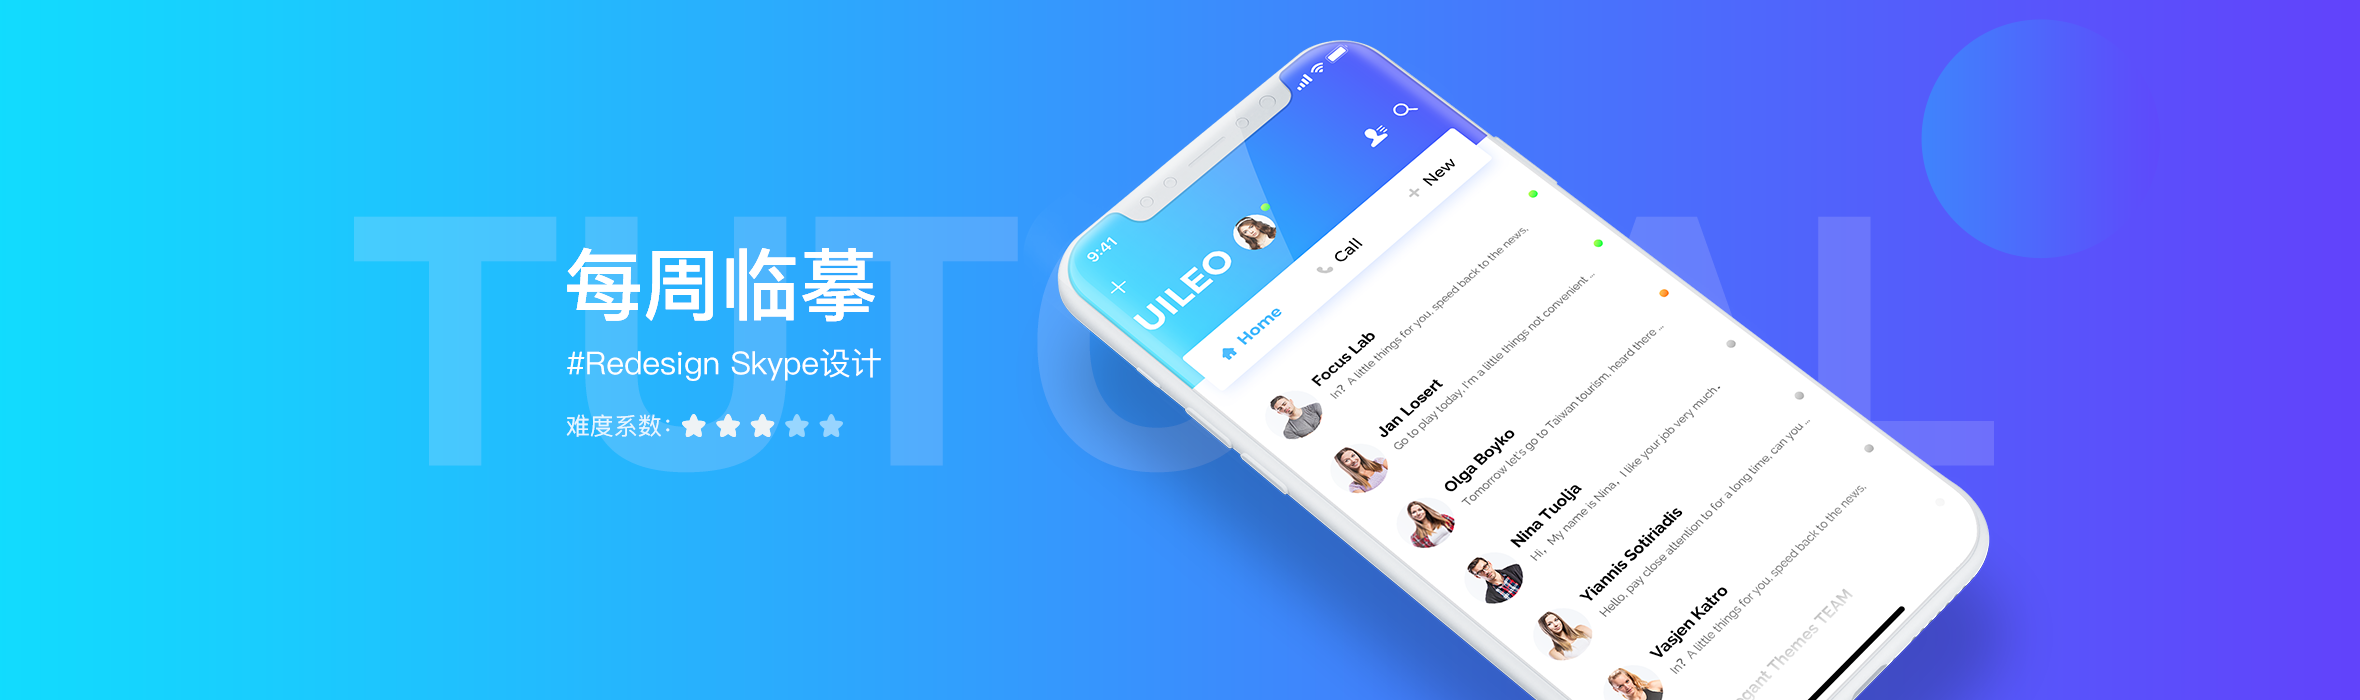 TUTORIAL
每周临摹
#Redesign Skype设计
难度系数:
9:41
UILEO
Home
Call
New
Focus Lab
In? A little things for you. speed back to the news.
Jan Losert
Go to play today. I'm a little things not convenient ...
Olga Boyko
Tomorrow let's go to Taiwan tourism. heard there ...
Nina Tuolja
Hi, My name is Nina, I like your job very much.
Yiannis Sotiriadis
Hello. pay close attention to for a long time. can you ...
Vasjen Katro
In? A little things for you. speed back to the news.
Themes TEAM